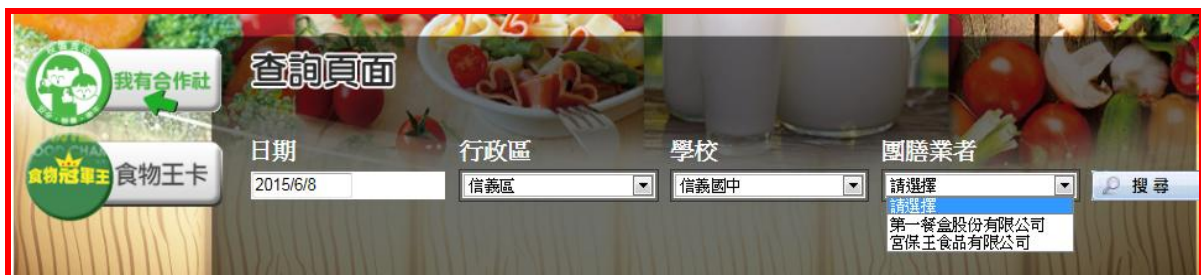 我有合作社
查詢頁面
食物冠軍王
食物王卡
日期
行政區
學校
團膳業者
2015/6/8
信義區
信義國中
請選擇
搜尋
請選擇
第一餐盒股份有限公司
宮保王食品有限公司